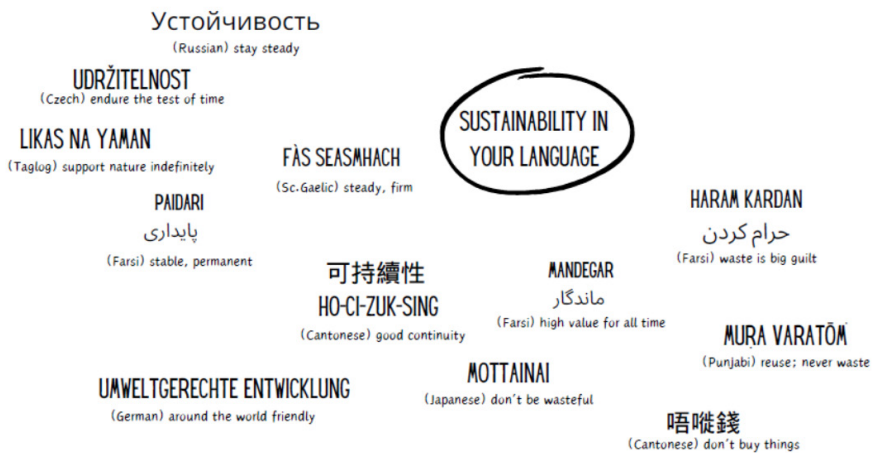 Устойчивость
(Russian) stay steady
UDRŽITELNOST
(Czech) endure the test of time
LIKAS NA YAMAN
(Taglog) support nature indefinitely
FÀS SEASMHACH
(Sc.Gaelic) steady, firm
SUSTAINABILITY IN
YOUR LANGUAGE
PAIDARI
پایداری
(Farsi) stable, permanent
HARAM KARDAN
حرام کردن
(Farsi) waste is big guilt
可持續性
HO-CI-ZUK-SING
(Cantonese) good continuity
MANDEGAR
ماندگار
(Farsi) high value for all time
MUṚA VARATŌM
(Punjabi) reuse; never waste
UMWELTGERECHTE ENTWICKLUNG
(German) around the world friendly
MOTTAINAI
(Japanese) don't be wasteful
唔嘥錢
(Cantonese) don't buy things